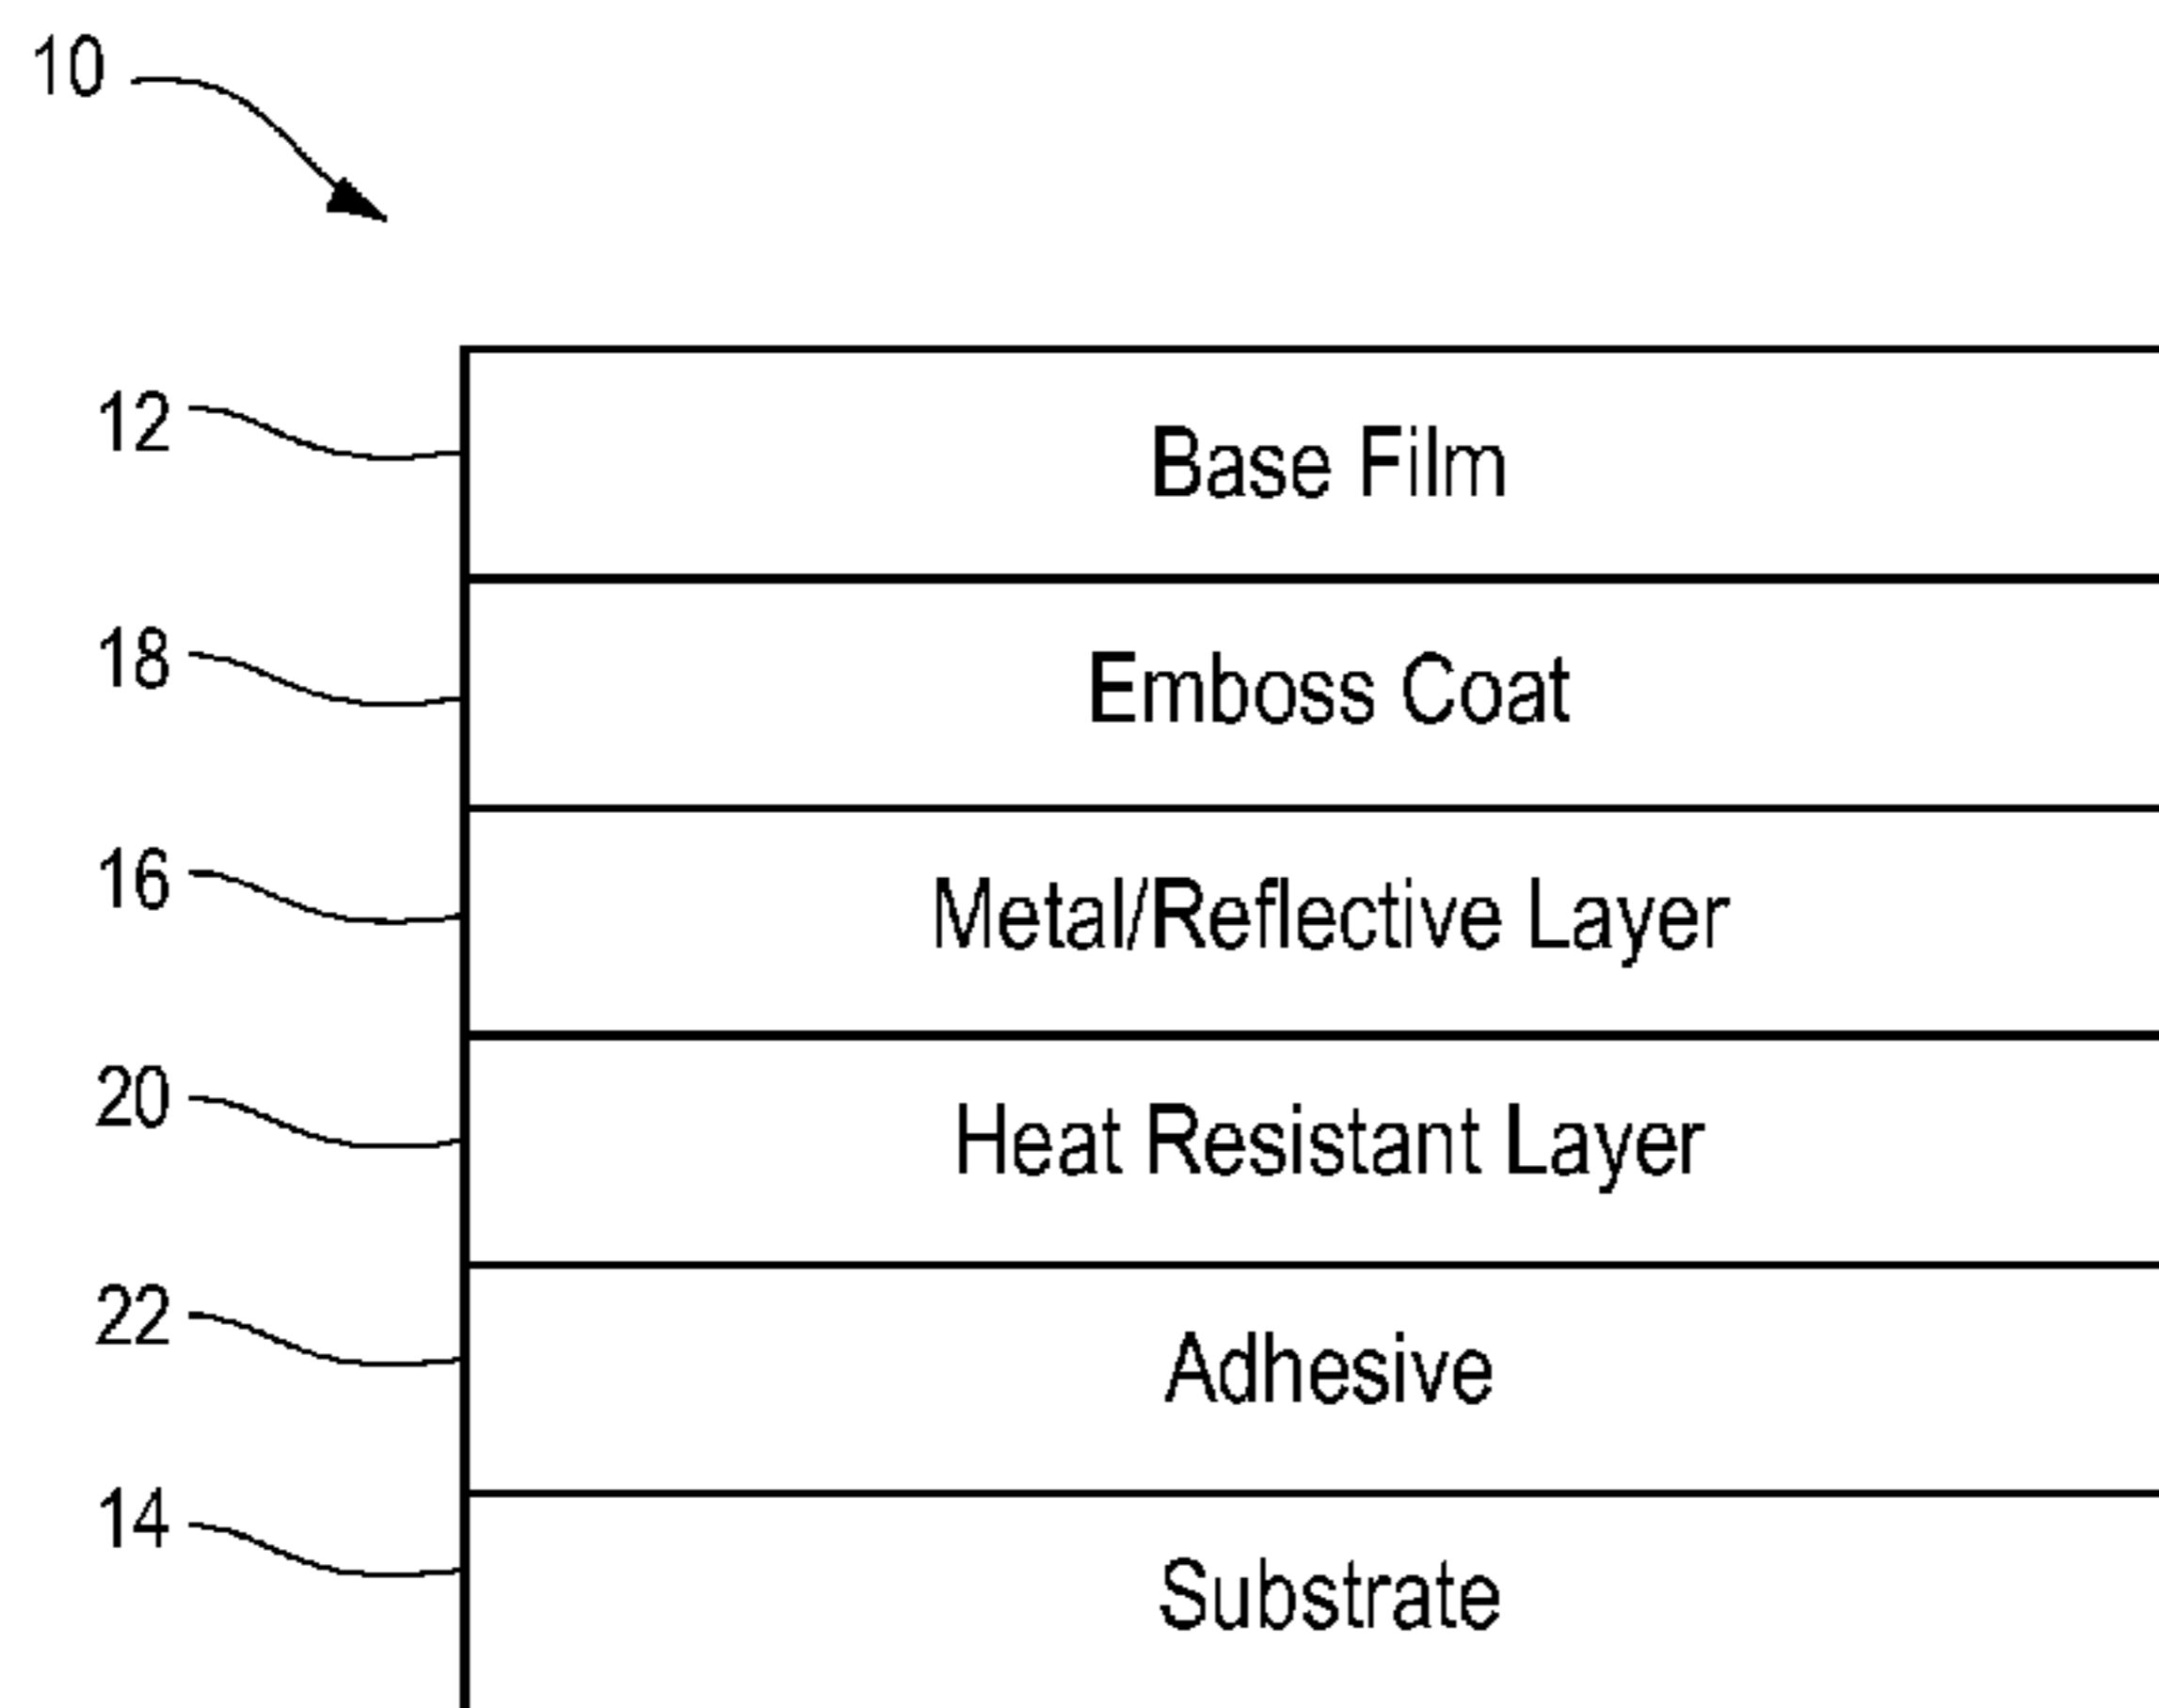 10
12 Base Film
18 Emboss Coat
16 Metal/Reflective Layer
20 Heat Resistant Layer
22 Adhesive
14 Substrate